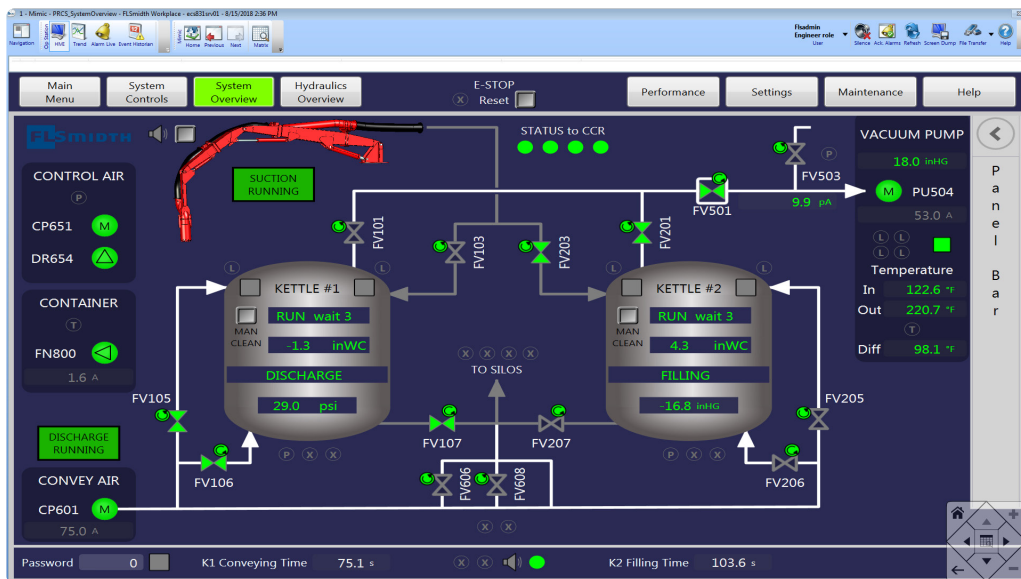 1 - Mimic - PRCS_SystemOverview - FLSmidth Workplace - ecs831srv01 - 8/15/2018 2:36 PM
Navigation
Op Station
HMI
Trend
Alarm Live
Event Historian
Mimic
Home
Previous
Next
Matrix
Flsadmin
Engineer role
User
Silence
Ack. Alarms
Refresh
Screen Dump
File Transfer
Help
Main Menu
System Controls
System Overview
Hydraulics Overview
E-STOP
X Reset
Performance
Settings
Maintenance
Help
FLSMIDTH
STATUS to CCR
SUCTION
RUNNING
CONTROL AIR
P
CP651 M
DR654
CONTAINER
T
FN800
1.6 A
DISCHARGE
RUNNING
CONVEY AIR
CP601 M
75.0 A
FV101
FV103
FV203
FV201
FV501
FV503
P
9.9 pA
VACUUM PUMP
18.0 inHG
M PU504
53.0 A
L L
L L
Temperature
In 122.6 °F
Out 220.7 °F
T
Diff 98.1 °F
Panel Bar
L
L
KETTLE #1
RUN wait 3
MAN
CLEAN
-1.3 inWC
DISCHARGE
29.0 psi
P X X
L
L
KETTLE #2
RUN wait 3
MAN
CLEAN
4.3 inWC
FILLING
-16.8 inHG
P X X
X X X X
TO SILOS
FV105
FV106
FV107
FV207
FV205
FV206
FV606
FV608
X X
Password 0
K1 Conveying Time 75.1 s
X X
K2 Filling Time 103.6 s